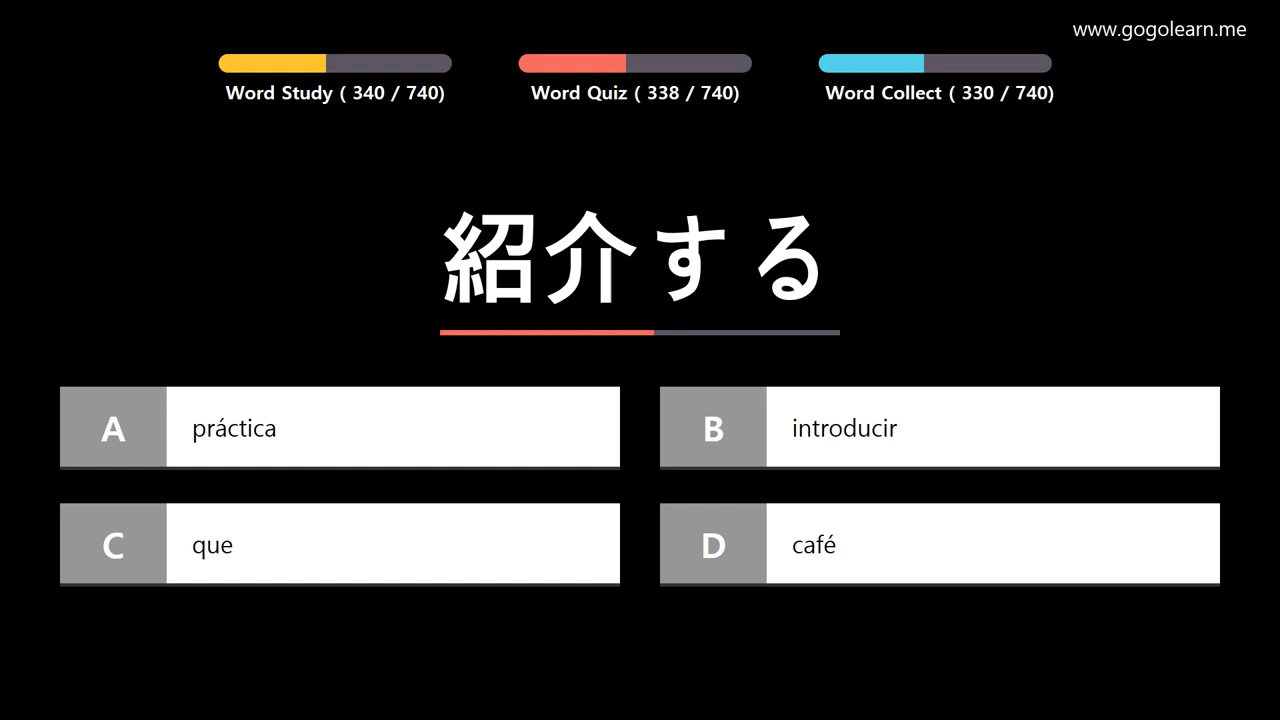 www.gogolearn.me
Word Study ( 340 / 740)
Word Quiz ( 338 / 740)
Word Collect ( 330 / 740)
紹介する
A práctica
B introducir
C que
D café